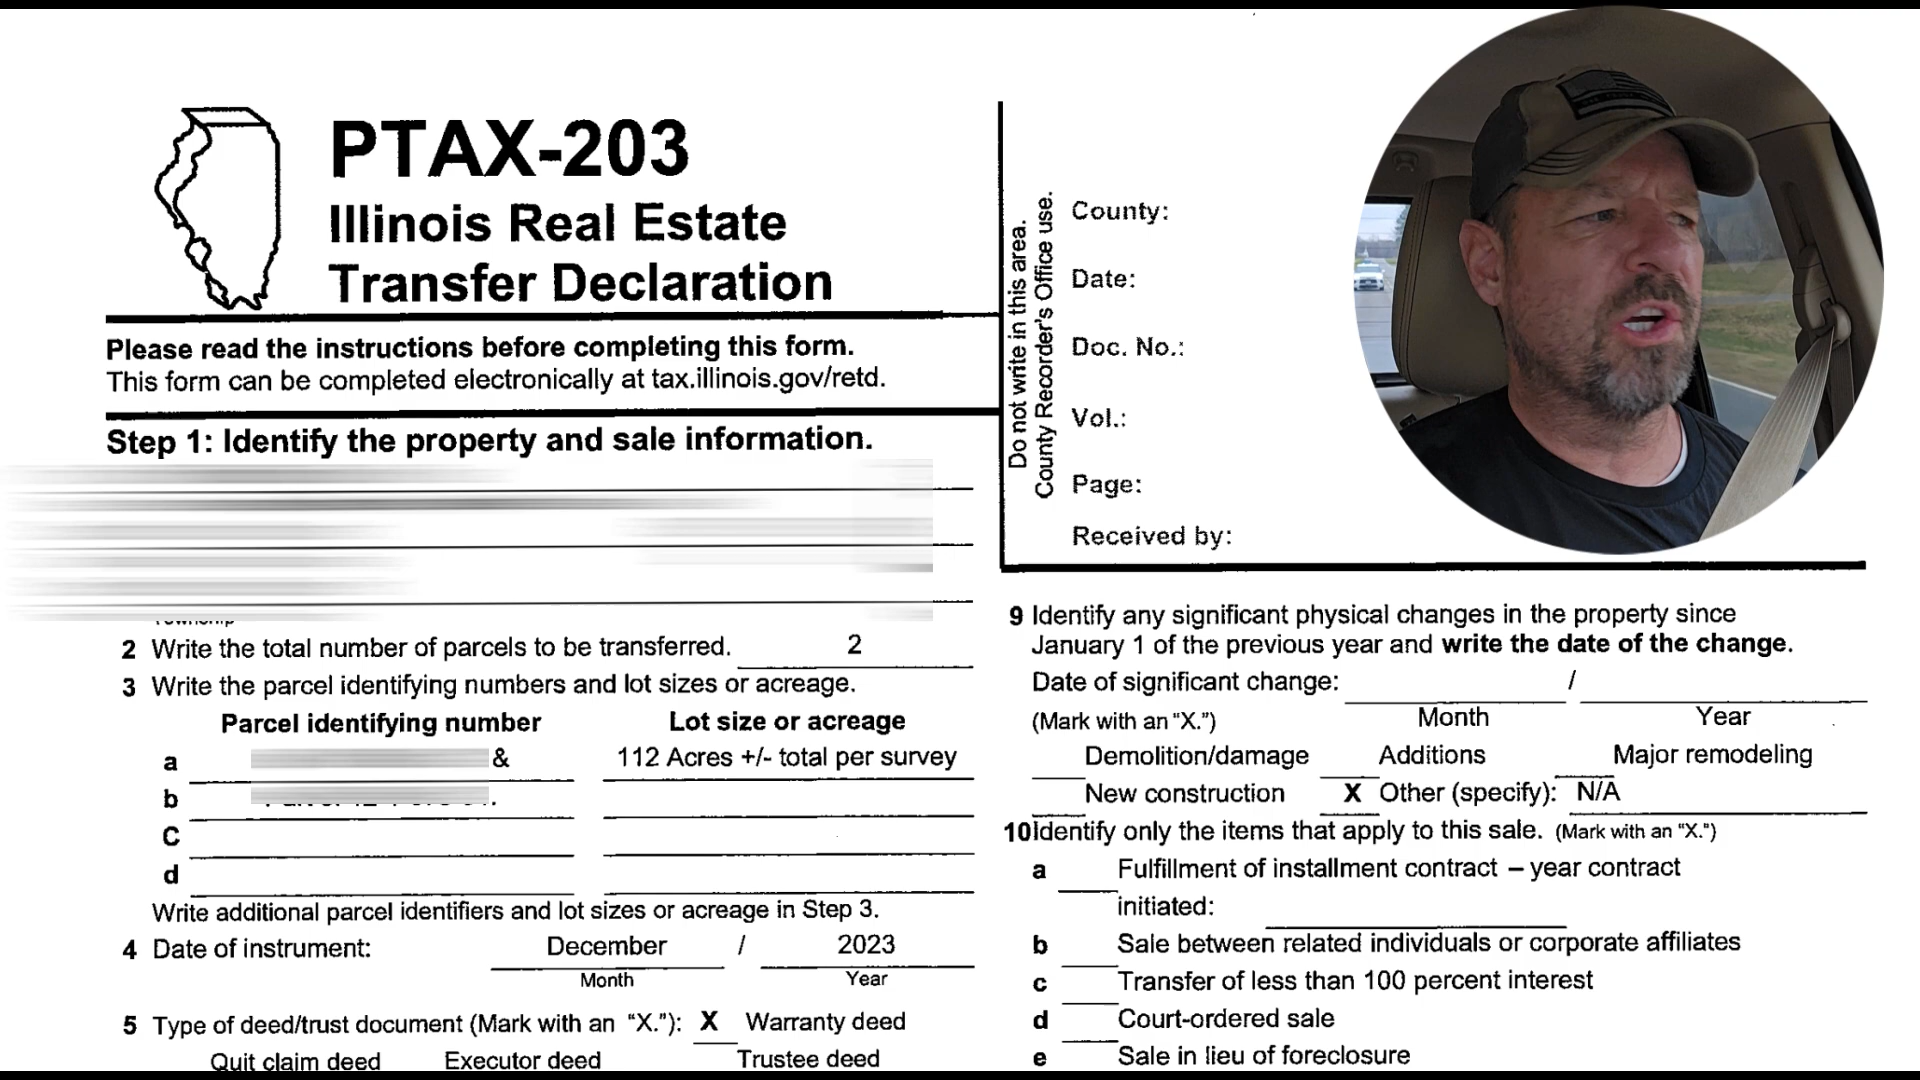 PTAX-203
Illinois Real Estate
Transfer Declaration
Please read the instructions before completing this form.
This form can be completed electronically at tax.illinois.gov/retd.
Step 1: Identify the property and sale information.
Township
2 Write the total number of parcels to be transferred. 2
3 Write the parcel identifying numbers and lot sizes or acreage.
Parcel identifying number Lot size or acreage
a & 112 Acres +/- total per survey
b
c
d
Write additional parcel identifiers and lot sizes or acreage in Step 3.
4 Date of instrument: December / 2023
Month Year
5 Type of deed/trust document (Mark with an “X.”): X Warranty deed
Quit claim deed Executor deed Trustee deed
Do not write in this area.
County Recorder's Office use.
County:
Date:
Doc. No.:
Vol.:
Page:
Received by:
9 Identify any significant physical changes in the property since
January 1 of the previous year and write the date of the change.
Date of significant change: /
(Mark with an “X.”) Month Year
Demolition/damage Additions Major remodeling
New construction X Other (specify): N/A
10 Identify only the items that apply to this sale. (Mark with an “X.”)
a Fulfillment of installment contract – year contract
initiated:
b Sale between related individuals or corporate affiliates
c Transfer of less than 100 percent interest
d Court-ordered sale
e Sale in lieu of foreclosure